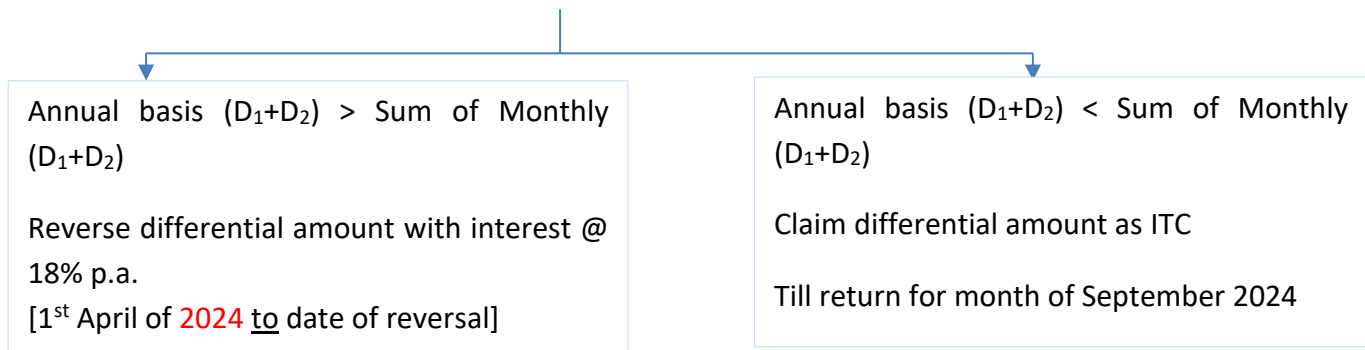 Annual basis (D₁+D₂) > Sum of Monthly
(D₁+D₂)
Reverse differential amount with interest @
18% p.a.
[1ˢᵗ April of 2024 to date of reversal]
Annual basis (D₁+D₂) < Sum of Monthly
(D₁+D₂)
Claim differential amount as ITC
Till return for month of September 2024